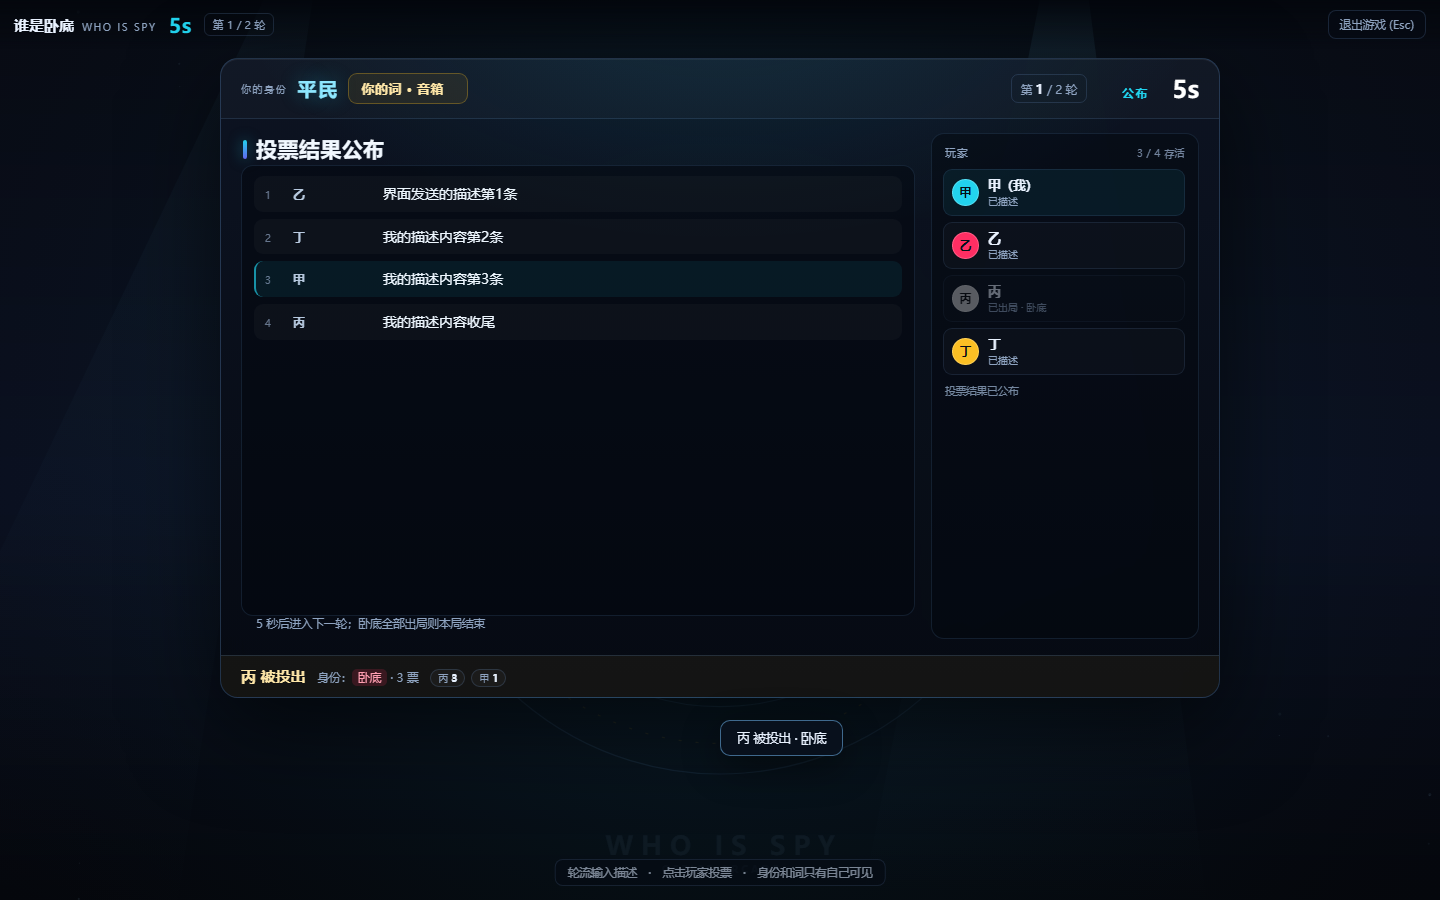 谁是卧底 WHO IS SPY 5s 第 1 / 2 轮
退出游戏 (Esc)
你的身份 平民 你的词 • 音箱
第 1 / 2 轮 公布 5s
投票结果公布
1 乙 界面发送的描述第1条
2 丁 我的描述内容第2条
3 甲 我的描述内容第3条
4 丙 我的描述内容收尾
5 秒后进入下一轮；卧底全部出局则本局结束
玩家 3 / 4 存活
甲 甲 (我)
已描述
乙 乙
已描述
丙 丙
已出局 · 卧底
丁 丁
已描述
投票结果已公布
丙 被投出 身份： 卧底 · 3 票 丙 3 甲 1
丙 被投出 · 卧底
WHO IS SPY
轮流输入描述 · 点击玩家投票 · 身份和词只有自己可见